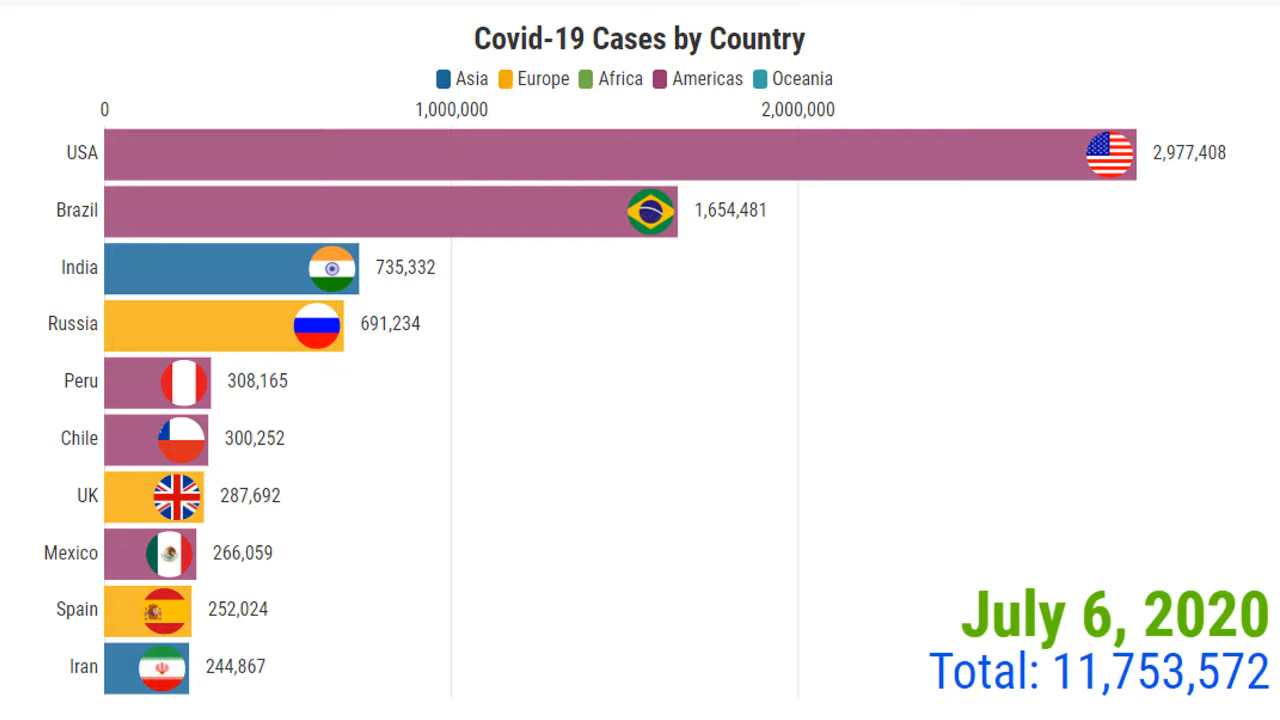 Covid-19 Cases by Country
Asia Europe Africa Americas Oceania
0 1,000,000 2,000,000
USA 2,977,408
Brazil 1,654,481
India 735,332
Russia 691,234
Peru 308,165
Chile 300,252
UK 287,692
Mexico 266,059
Spain 252,024
Iran 244,867
July 6, 2020
Total: 11,753,572